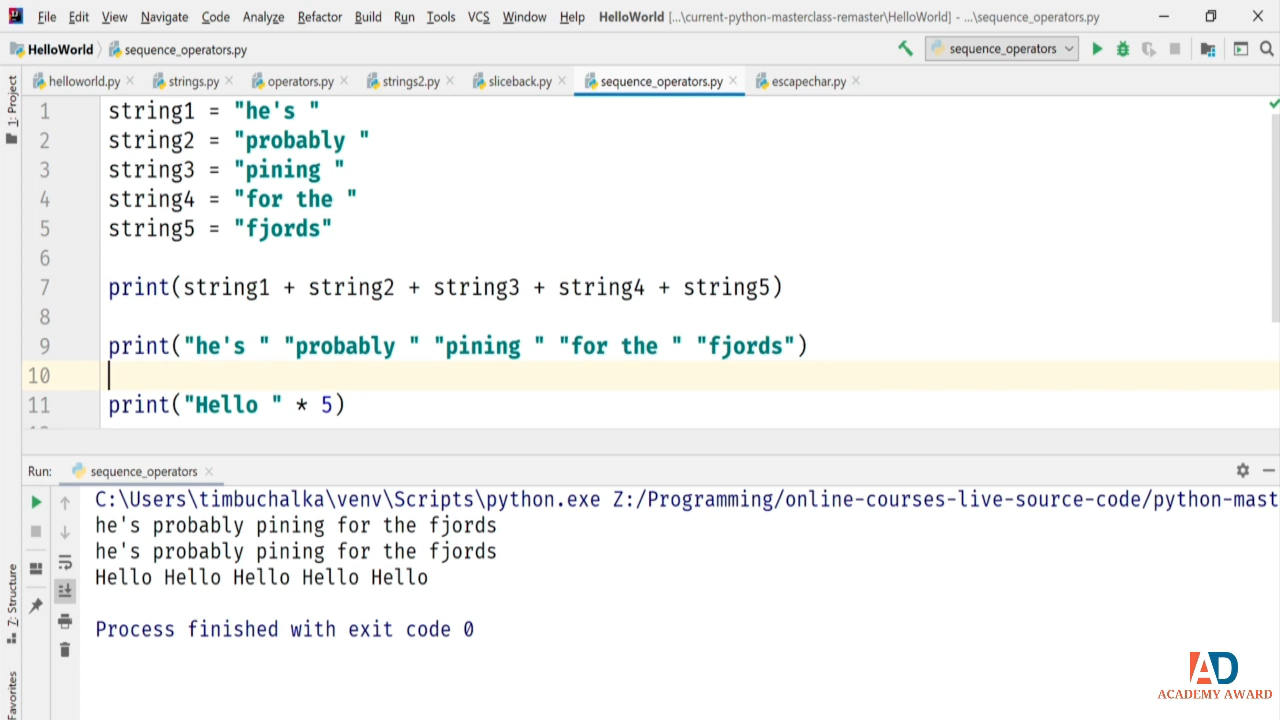 File Edit View Navigate Code Analyze Refactor Build Run Tools VCS Window Help HelloWorld [...\current-python-masterclass-remaster\HelloWorld] - ...\sequence_operators.py
HelloWorld sequence_operators.py sequence_operators
helloworld.py strings.py operators.py strings2.py sliceback.py sequence_operators.py escapechar.py
1: Project
1 string1 = "he's "
2 string2 = "probably "
3 string3 = "pining "
4 string4 = "for the "
5 string5 = "fjords"
6
7 print(string1 + string2 + string3 + string4 + string5)
8
9 print("he's " "probably " "pining " "for the " "fjords")
10
11 print("Hello " * 5)
Run: sequence_operators
C:\Users\timbuchalka\venv\Scripts\python.exe Z:/Programming/online-courses-live-source-code/python-mast
he's probably pining for the fjords
he's probably pining for the fjords
Hello Hello Hello Hello Hello
Process finished with exit code 0
Z: Structure
Favorites
AD
ACADEMY AWARD